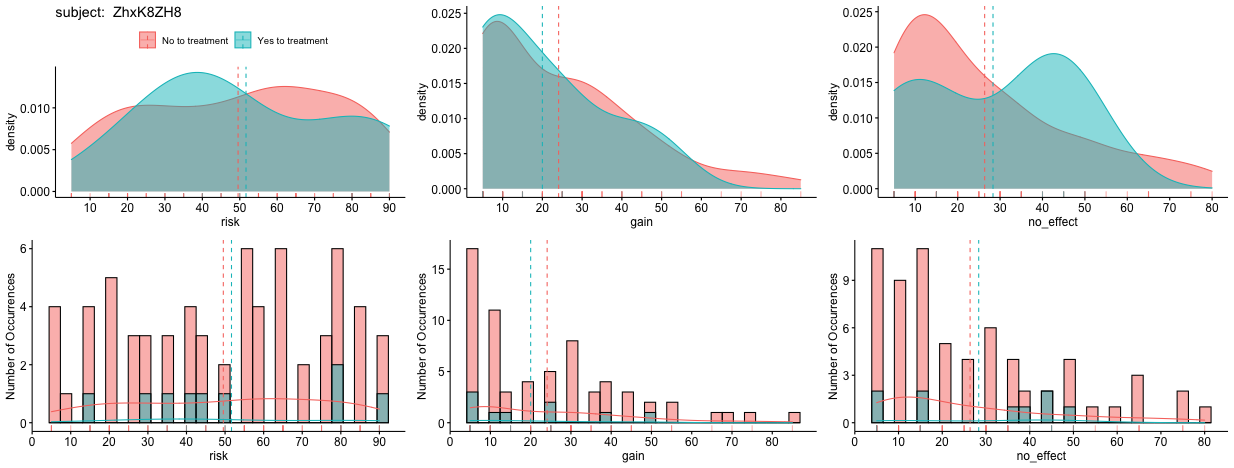 subject: ZhxK8ZH8
No to treatment Yes to treatment
density
0.010
0.005
0.000
10 20 30 40 50 60 70 80 90
risk
density
0.025
0.020
0.015
0.010
0.005
0.000
10 20 30 40 50 60 70 80
gain
density
0.025
0.020
0.015
0.010
0.005
0.000
10 20 30 40 50 60 70 80
no_effect
Number of Occurrences
6
4
2
0
0 10 20 30 40 50 60 70 80 90
risk
Number of Occurrences
15
10
5
0
0 10 20 30 40 50 60 70 80
gain
Number of Occurrences
9
6
3
0
0 10 20 30 40 50 60 70 80
no_effect